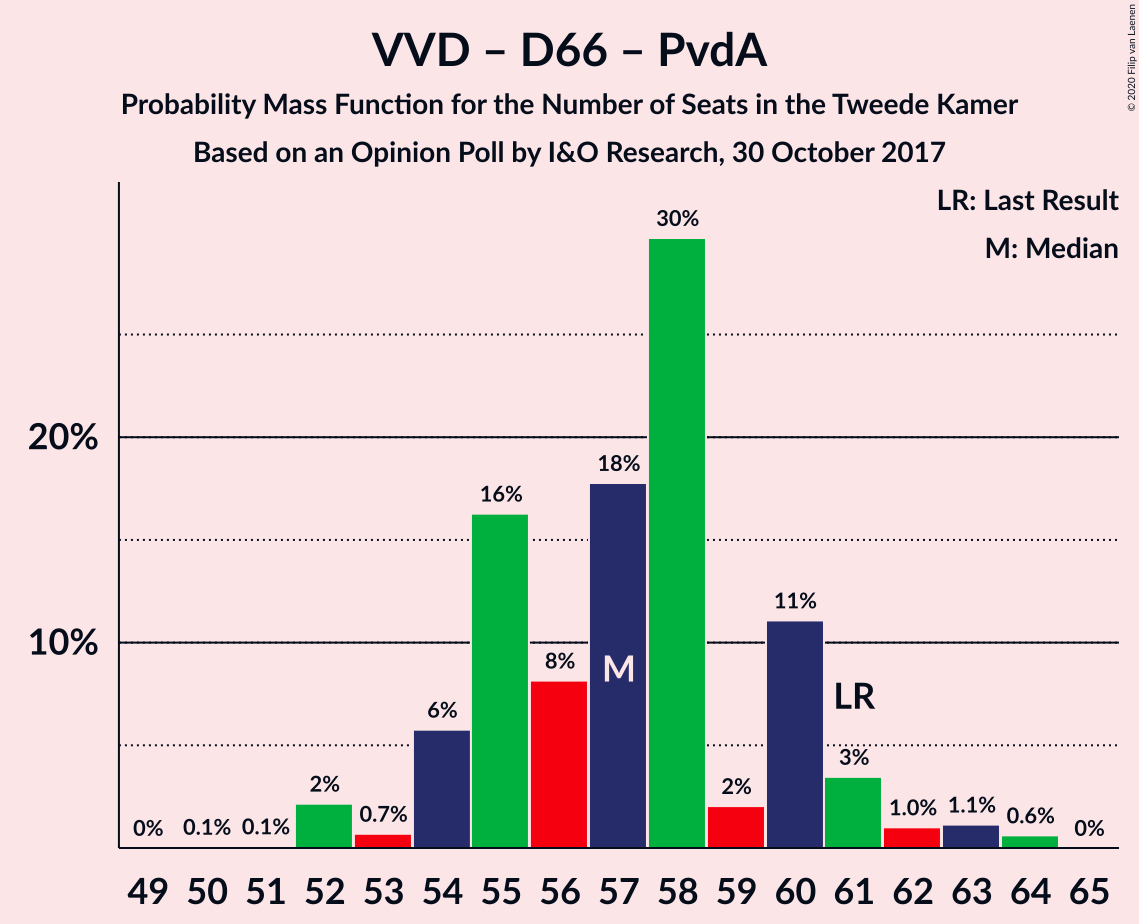 VVD – D66 – PvdA
Probability Mass Function for the Number of Seats in the Tweede Kamer
Based on an Opinion Poll by I&O Research, 30 October 2017
© 2020 Filip van Laenen
LR: Last Result
M: Median
20%
10%
0%
0.1%
0.1%
2%
0.7%
6%
16%
8%
18%
30%
2%
11%
3%
1.0%
1.1%
0.6%
0%
M
LR
49 50 51 52 53 54 55 56 57 58 59 60 61 62 63 64 65